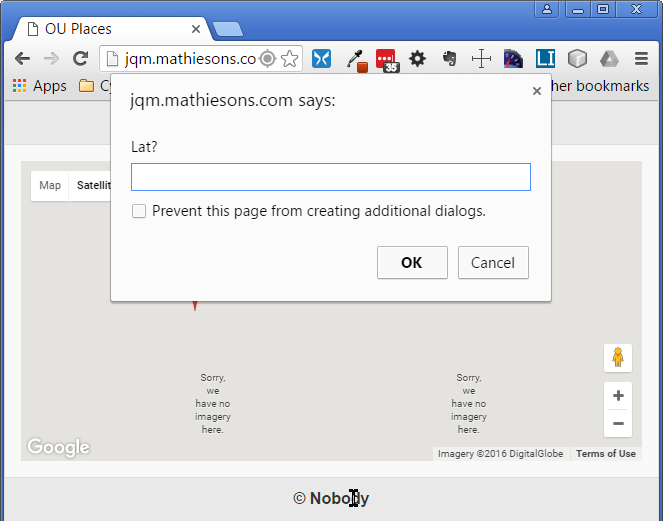 OU Places
jqm.mathiesons.co
35
LI
Apps
her bookmarks
jqm.mathiesons.com says:
Lat?
Prevent this page from creating additional dialogs.
OK
Cancel
Map
Sorry,
we
have no
imagery
here.
Sorry,
we
have no
imagery
here.
Google
Imagery ©2016 DigitalGlobe
Terms of Use
© Nobody